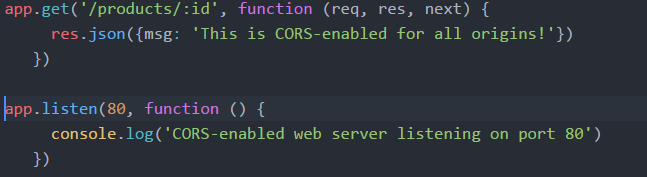 app.get('/products/:id', function (req, res, next) {
res.json({msg: 'This is CORS-enabled for all origins!'})
})
app.listen(80, function () {
console.log('CORS-enabled web server listening on port 80')
})